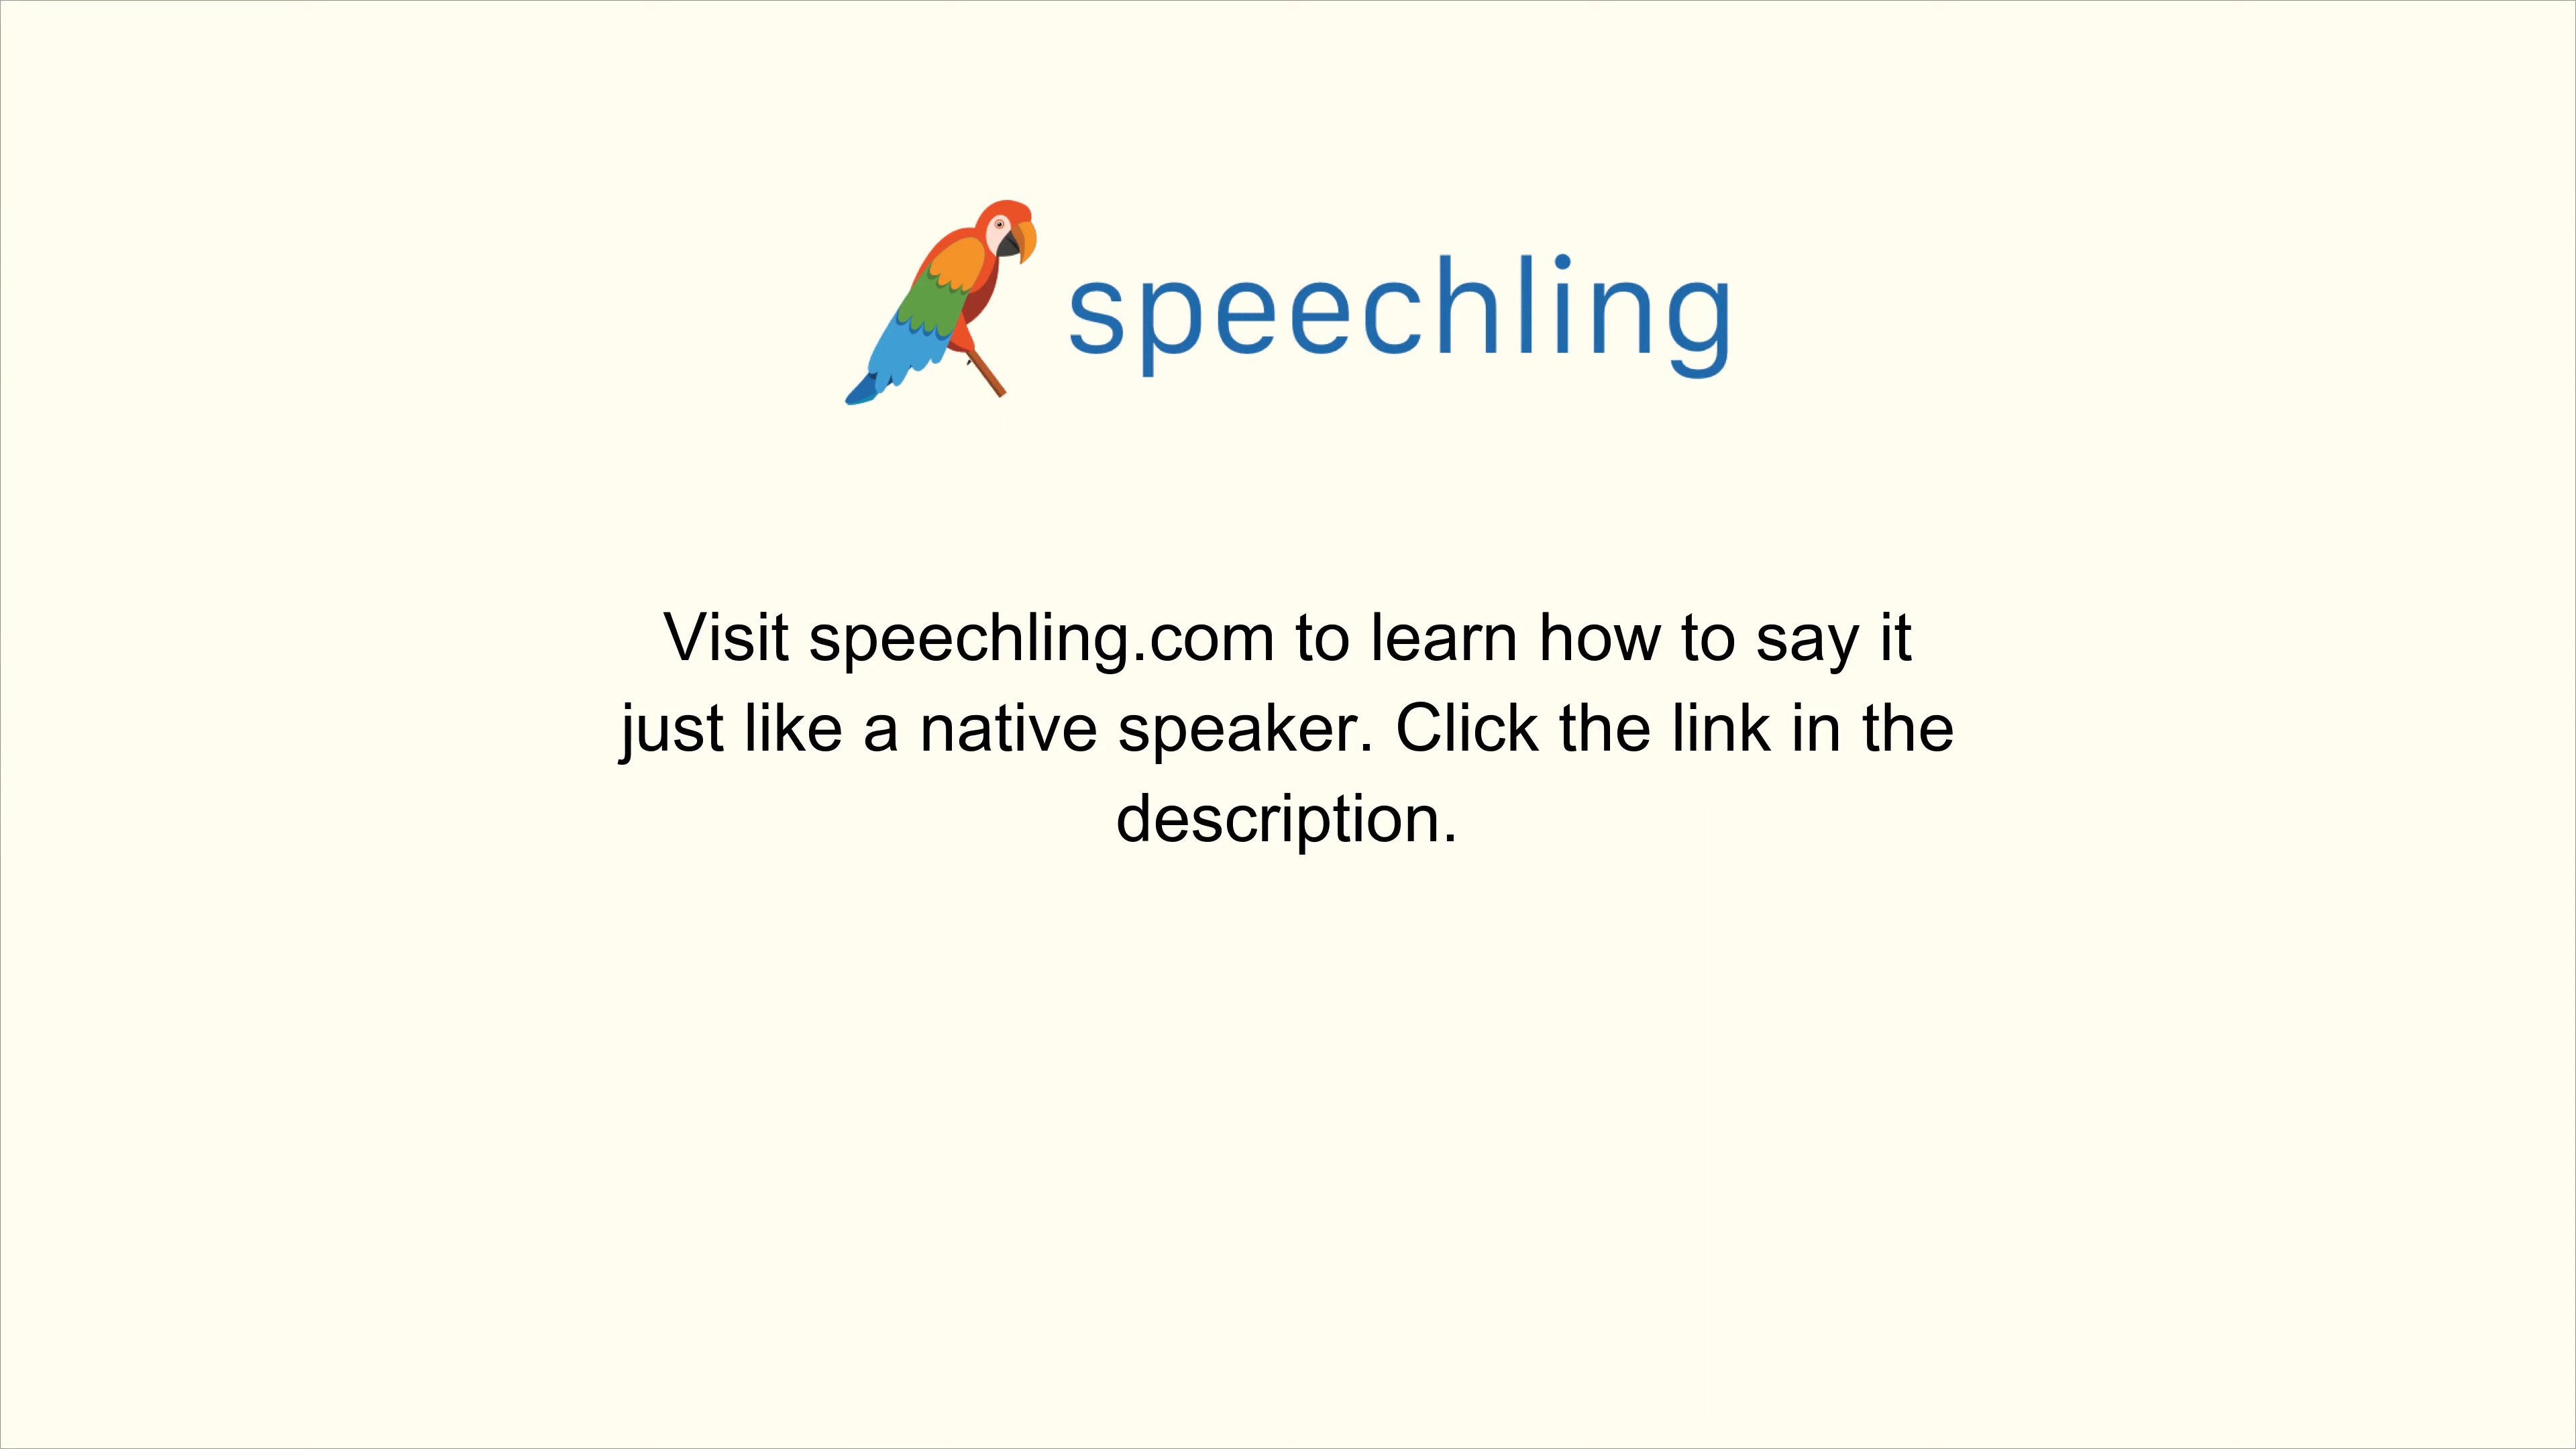 speechling
Visit speechling.com to learn how to say it
just like a native speaker. Click the link in the
description.